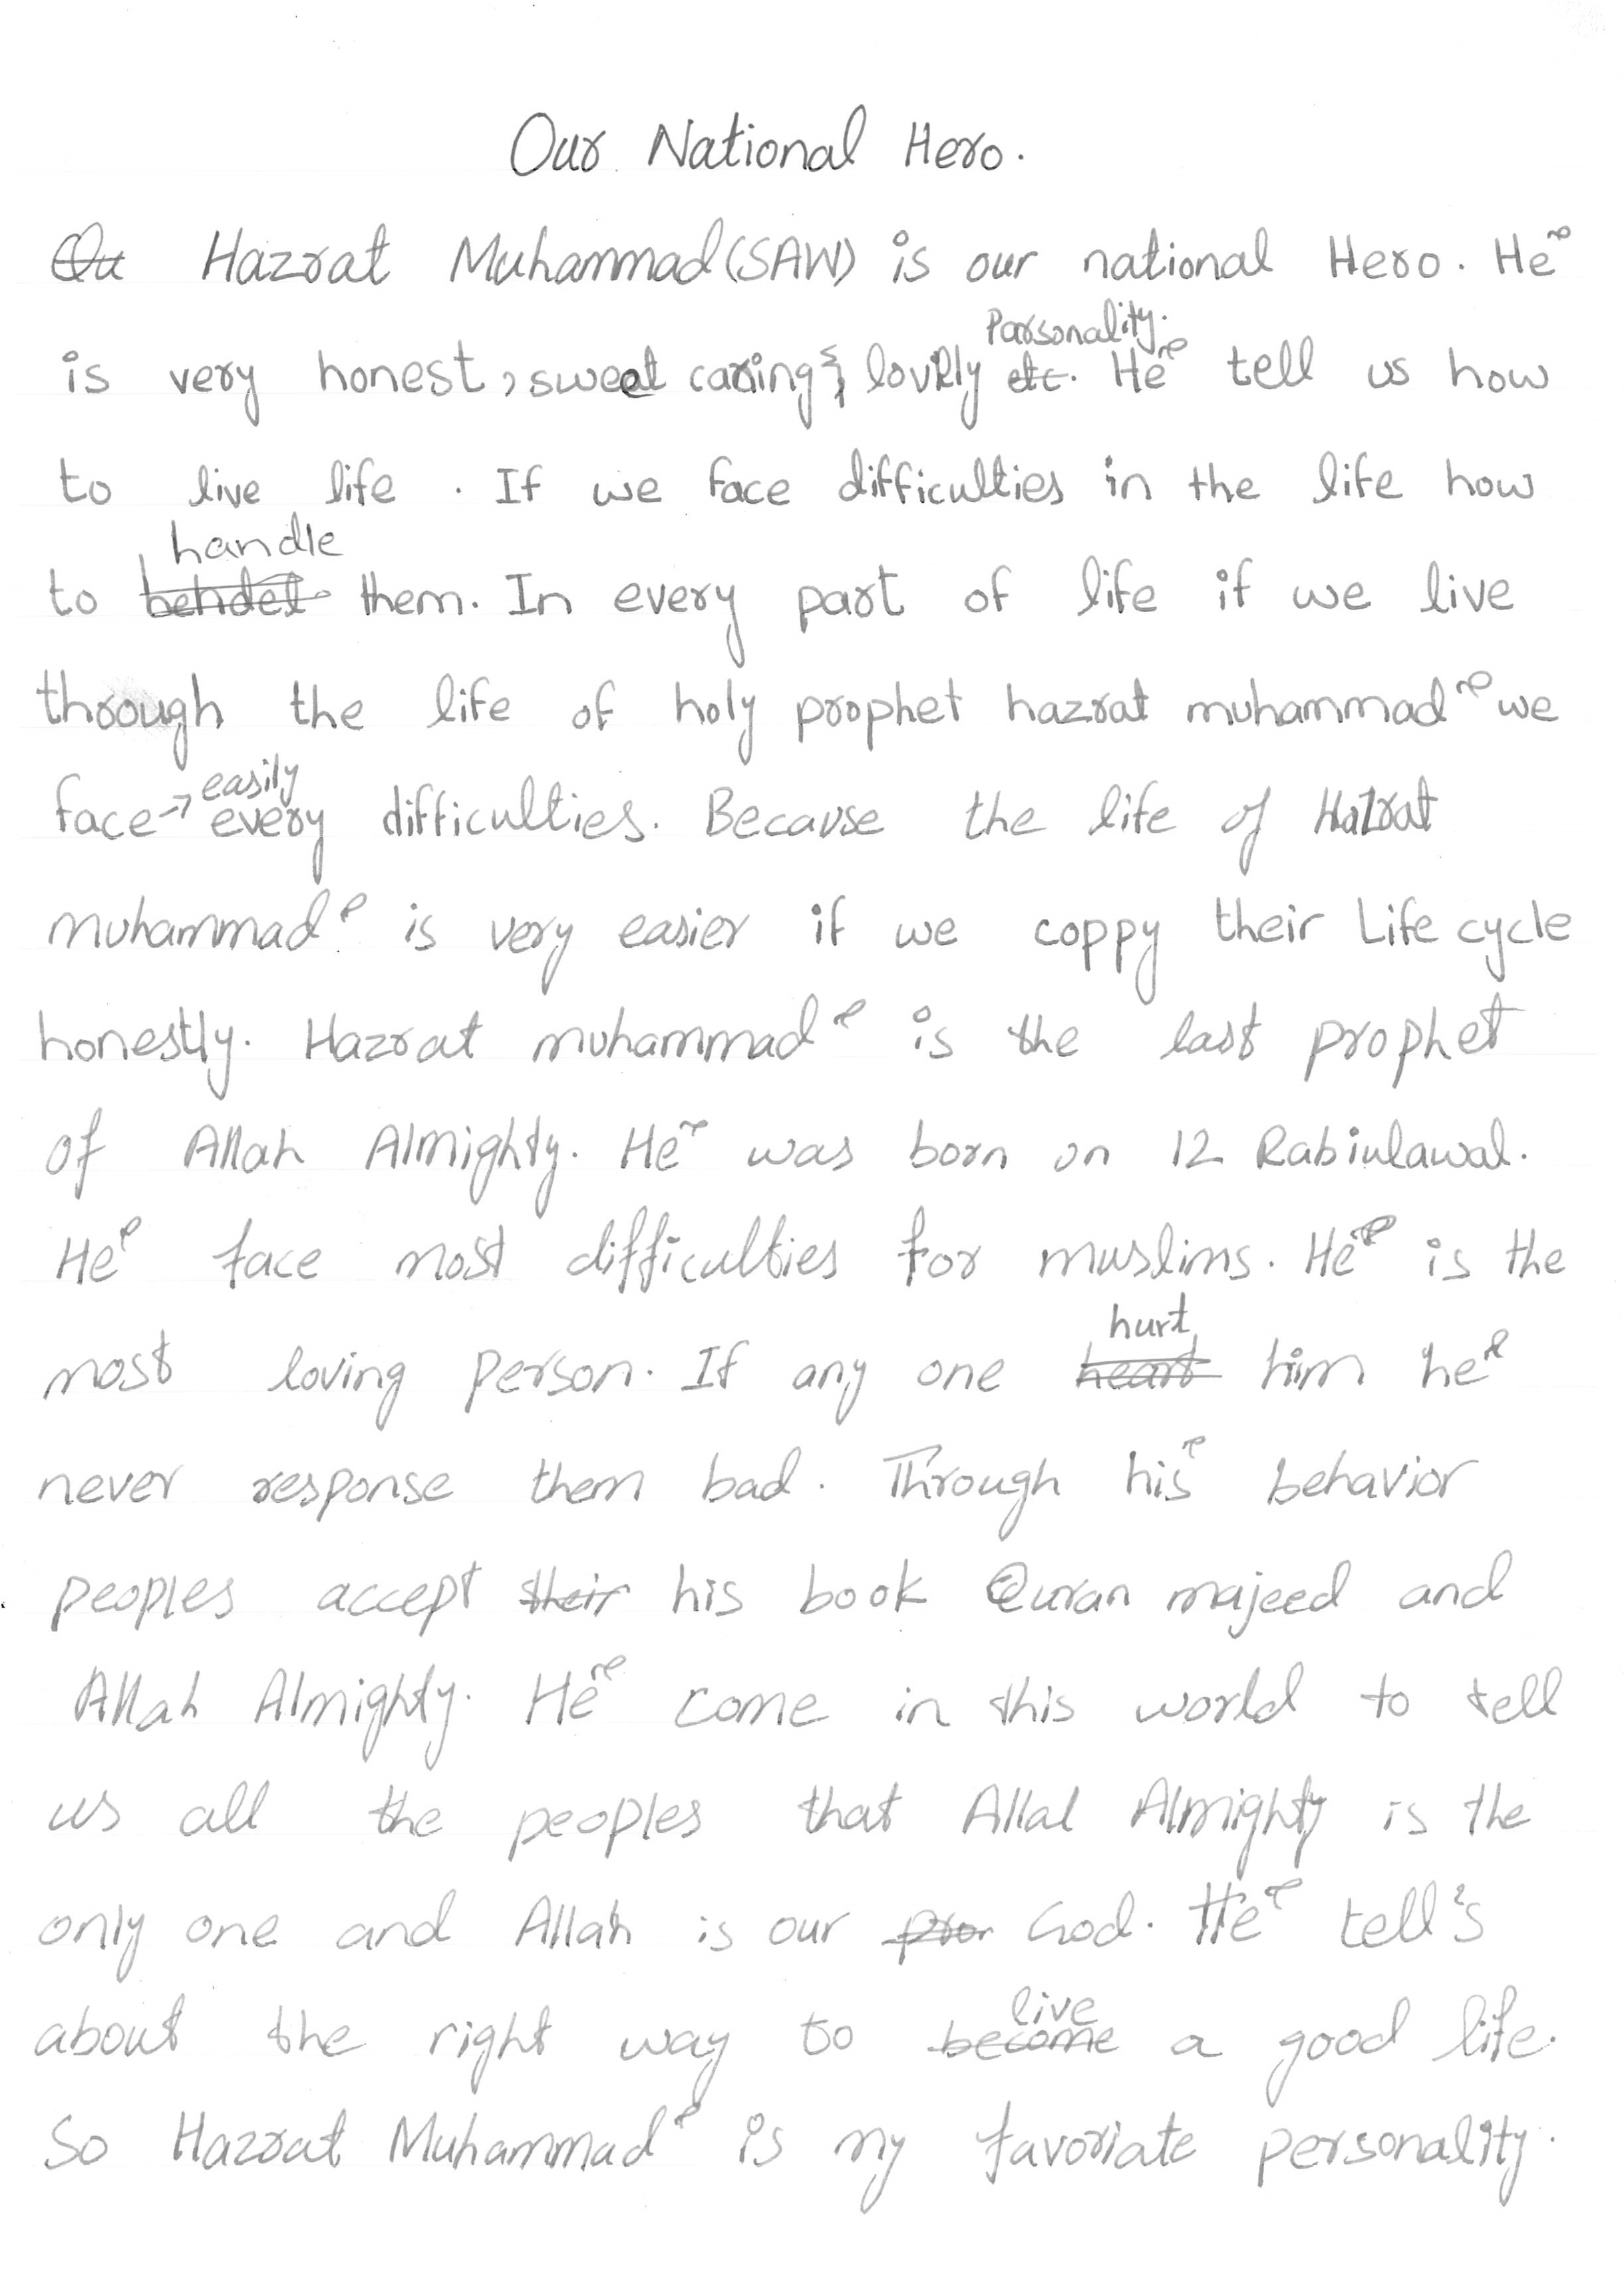 Our National Hero.
Hazrat Muhammad(SAW) is our national Hero. He
Parsonality.
is very honest, sweet caring & lovely etc. He tell us how
to live life . If we face difficulties in the life how
handle
to them. In every part of life if we live
through the life of holy prophet hazrat muhammad we
easily
face → every difficulties. Because the life of Hazrat
muhammad is very easier if we coppy their Life cycle
honestly. Hazrat muhammad is the last prophet
of Allah Almighty. He was born on 12 Rabiulawal.
He face most difficulties for muslims. He is the
hurt
most loving person. If any one heart him he
never response them bad. Through his behavior
peoples accept their his book Quran majeed and
Allah Almighty. He come in this world to tell
us all the peoples that Allal Almighty is the
only one and Allah is our pro God. He tell's
live
about the right way to become a good life.
So Hazrat Muhammad is my favoriate personality.